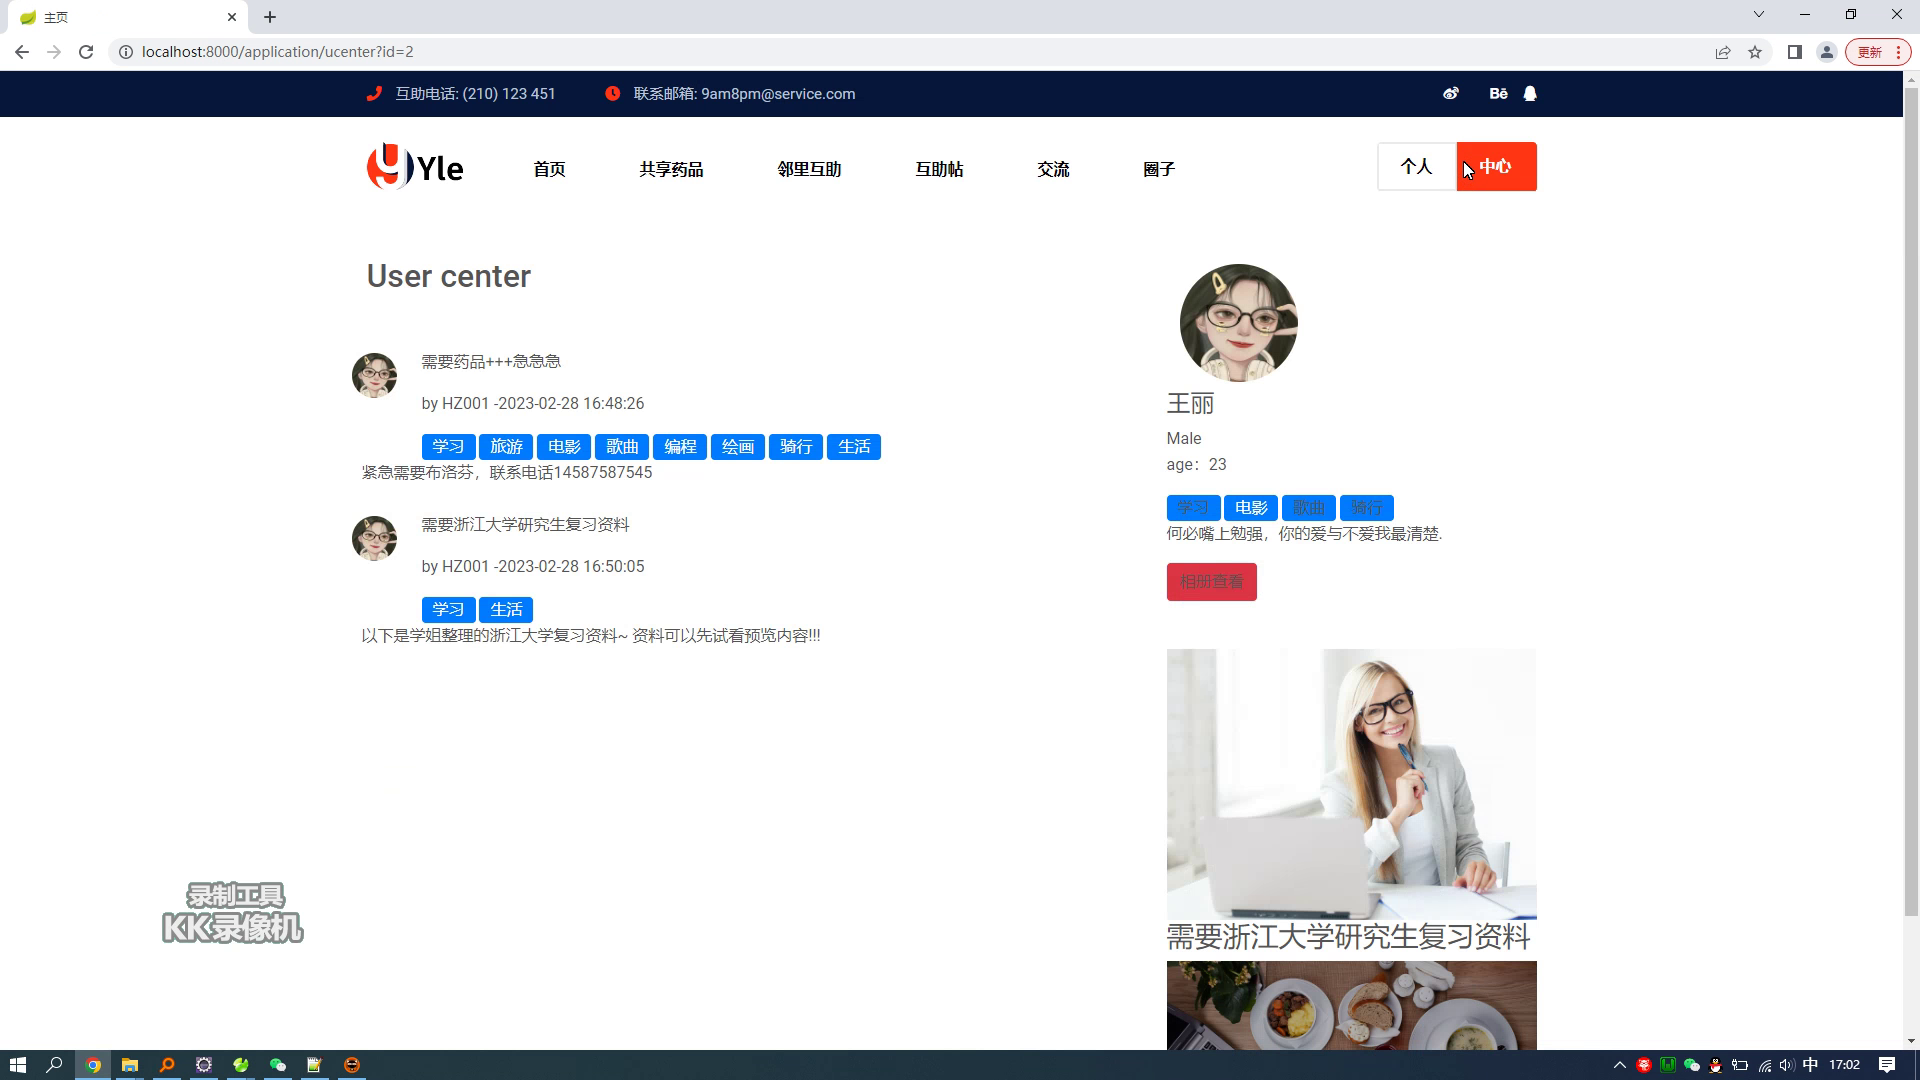 主页
localhost:8000/application/ucenter?id=2
更新
互助电话: (210) 123 451
联系邮箱: 9am8pm@service.com
Bē
Yle
首页
共享药品
邻里互助
互助帖
交流
圈子
个人
中心
User center
需要药品+++急急急
by HZ001 -2023-02-28 16:48:26
学习 旅游 电影 歌曲 编程 绘画 骑行 生活
紧急需要布洛芬，联系电话14587587545
需要浙江大学研究生复习资料
by HZ001 -2023-02-28 16:50:05
学习 生活
以下是学姐整理的浙江大学复习资料~ 资料可以先试看预览内容!!!
王丽
Male
age：23
学习 电影 歌曲 骑行
何必嘴上勉强，你的爱与不爱我最清楚.
相册查看
需要浙江大学研究生复习资料
录制工具
KK录像机
中
17:02